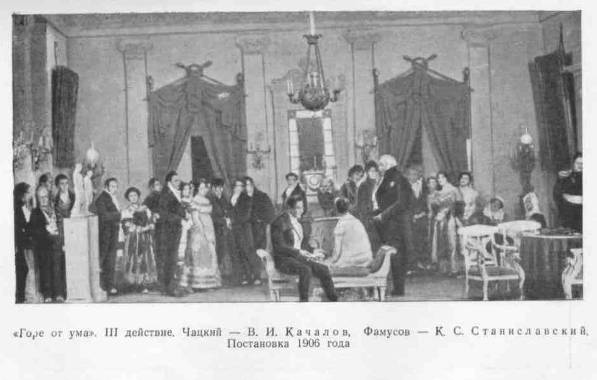 «Горе от ума». III действие. Чацкий — В. И. Качалов, Фамусов — К. С. Станиславский.
Постановка 1906 года